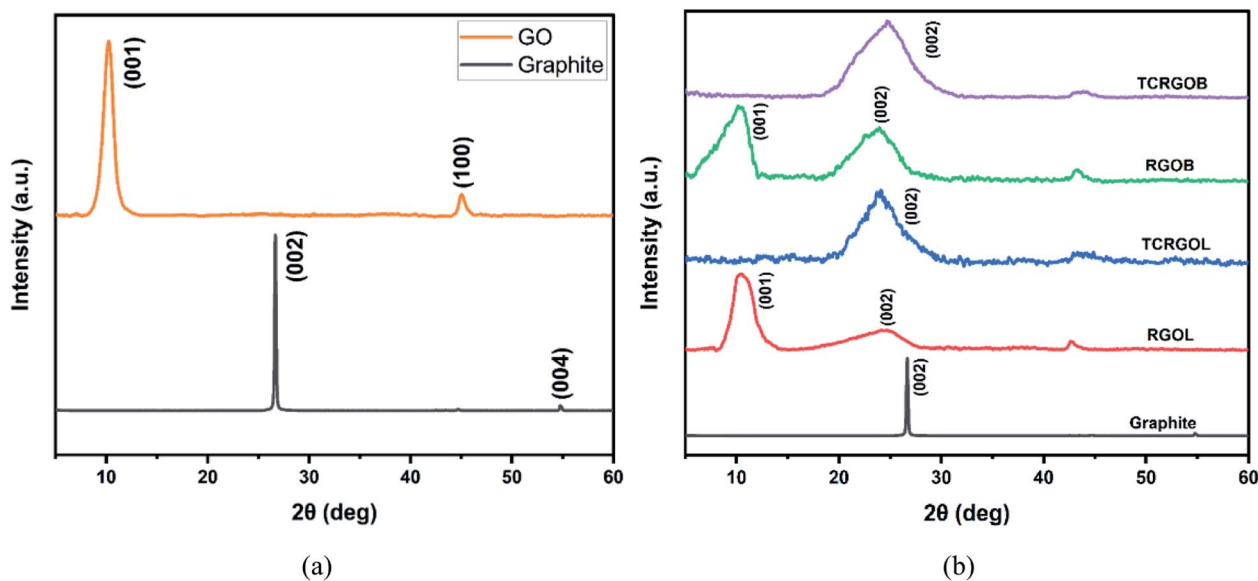 GO
Graphite
(001)
(100)
(002)
(004)
Intensity (a.u.)
10
20
30
40
50
60
2θ (deg)
(a)
(002)
TCRGOB
(001)
(002)
RGOB
(002)
TCRGOL
(001)
(002)
RGOL
(002)
Graphite
Intensity (a.u.)
10
20
30
40
50
60
2θ (deg)
(b)